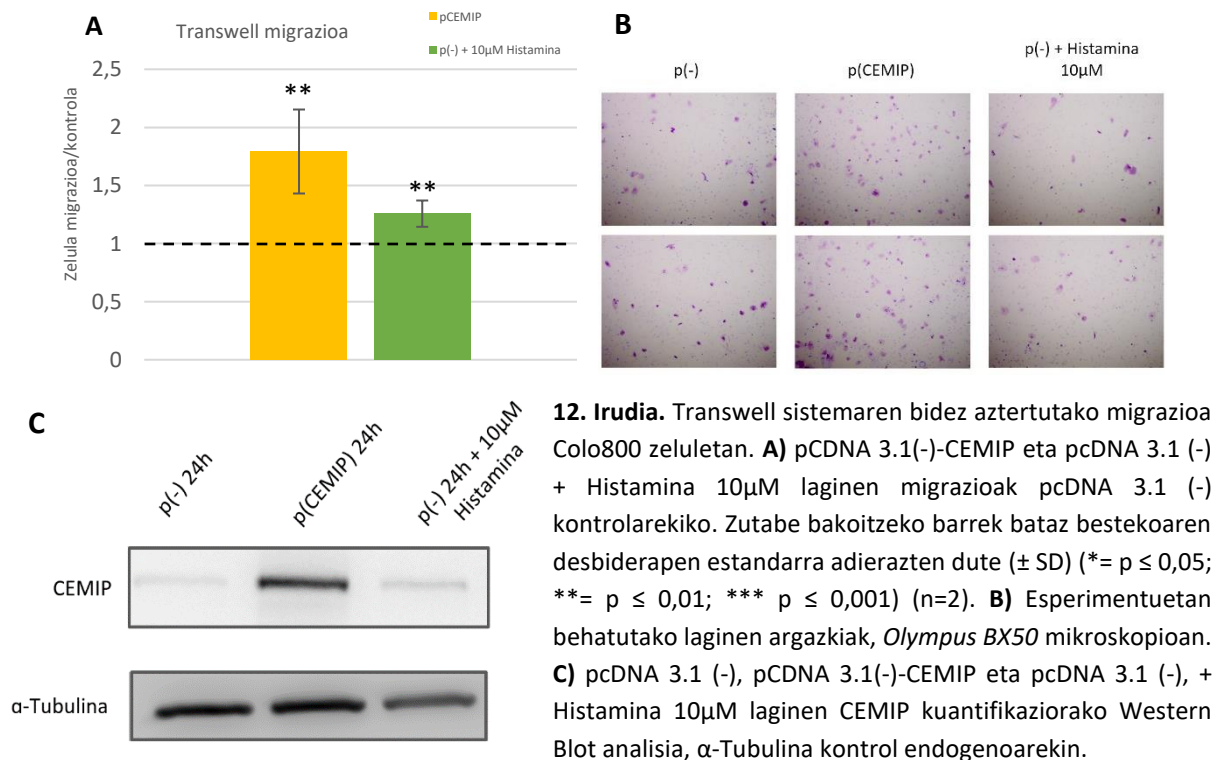 A
Transwell migrazioa
pCEMIP
p(-) + 10µM Histamina
Zelula migrazioa/kontrola
2,5
2
1,5
1
0,5
0
**
**
B
p(-)
p(CEMIP)
p(-) + Histamina
10µM
C
p(-) 24h
p(CEMIP) 24h
p(-) 24h + 10µM
Histamina
CEMIP
α-Tubulina
12. Irudia. Transwell sistemaren bidez aztertutako migrazioa
Colo800 zeluletan. A) pCDNA 3.1(-)-CEMIP eta pcDNA 3.1 (-)
+ Histamina 10µM laginen migrazioak pcDNA 3.1 (-)
kontrolarekiko. Zutabe bakoitzeko barrek bataz bestekoaren
desbiderapen estandarra adierazten dute (± SD) (*= p ≤ 0,05;
**= p ≤ 0,01; *** p ≤ 0,001) (n=2). B) Esperimentuetan
behatutako laginen argazkiak, Olympus BX50 mikroskopioan.
C) pcDNA 3.1 (-), pCDNA 3.1(-)-CEMIP eta pcDNA 3.1 (-), +
Histamina 10µM laginen CEMIP kuantifikaziorako Western
Blot analisia, α-Tubulina kontrol endogenoarekin.